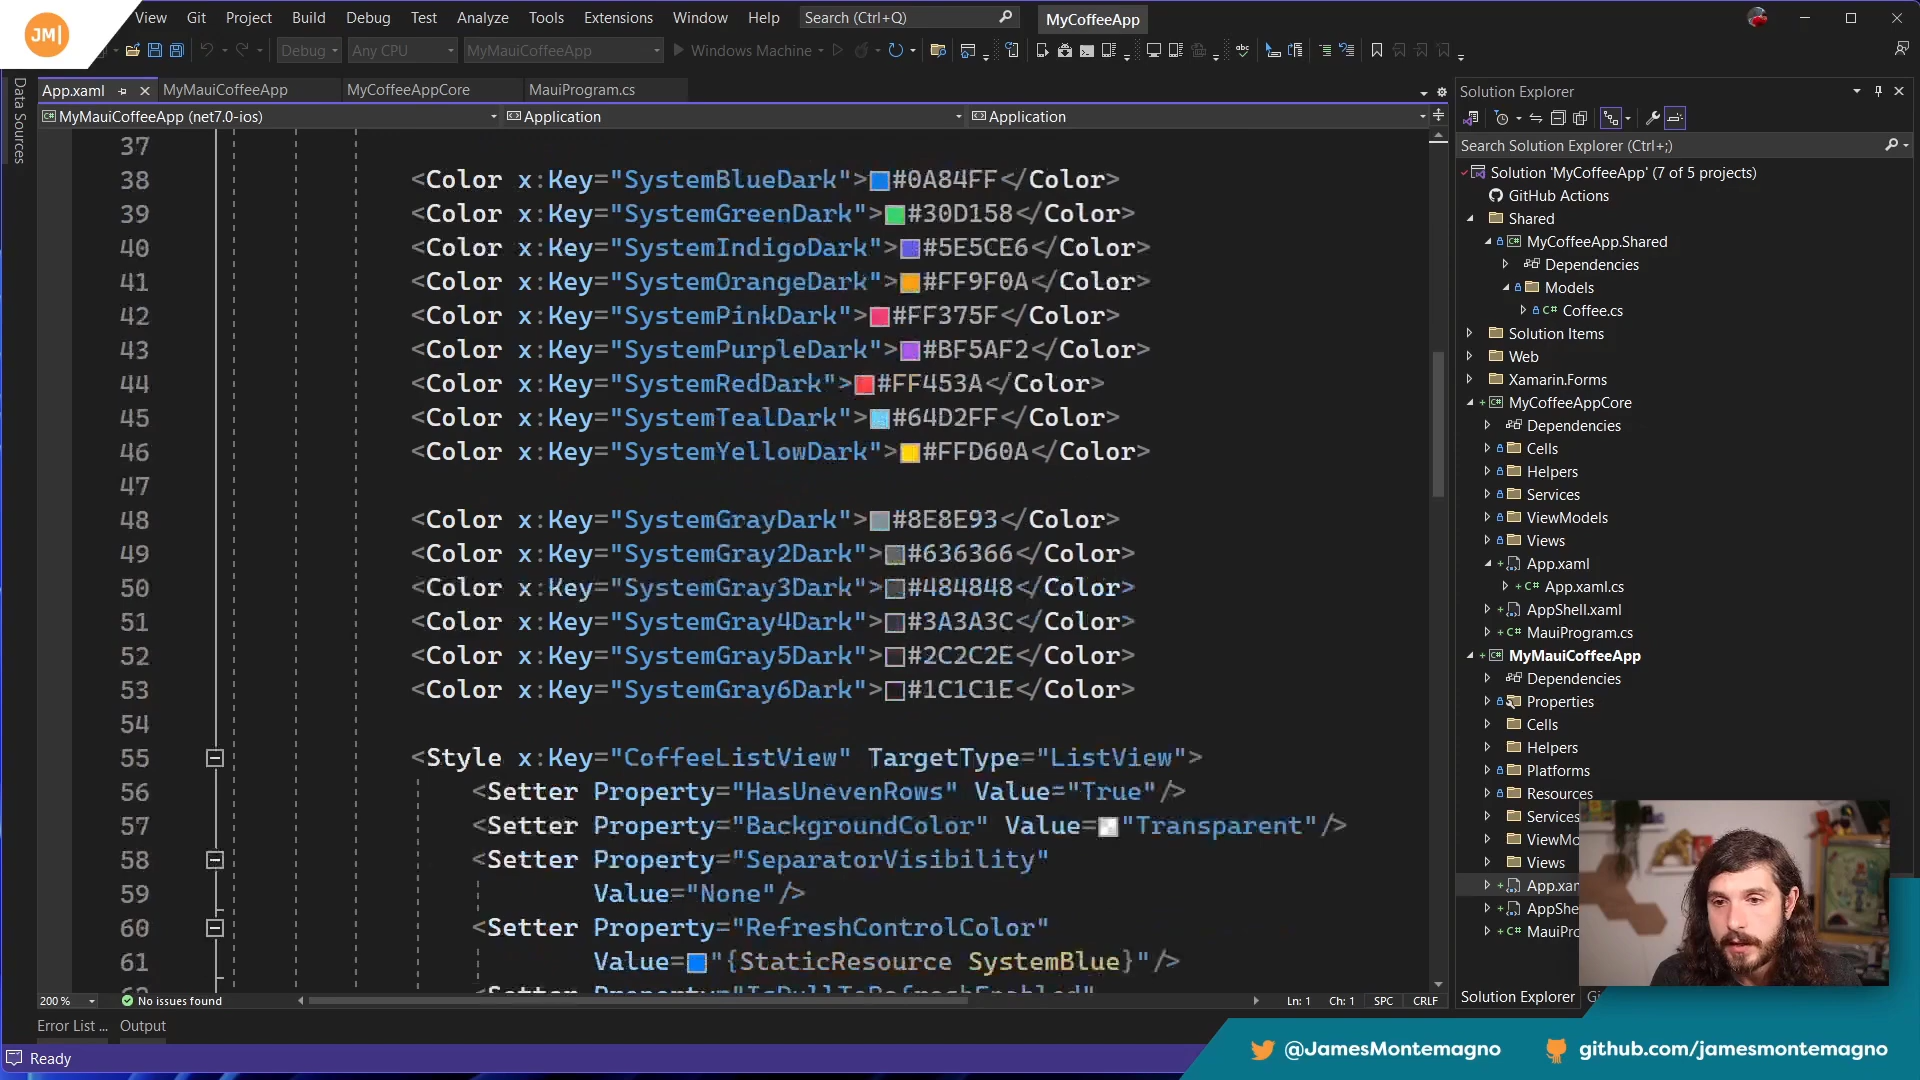 JM|
View Git Project Build Debug Test Analyze Tools Extensions Window Help Search (Ctrl+Q) MyCoffeeApp
Debug Any CPU MyMauiCoffeeApp Windows Machine
Data Sources
App.xaml MyMauiCoffeeApp MyCoffeeAppCore MauiProgram.cs
MyMauiCoffeeApp (net7.0-ios) Application Application
37
38 <Color x:Key="SystemBlueDark">#0A84FF</Color>
39 <Color x:Key="SystemGreenDark">#30D158</Color>
40 <Color x:Key="SystemIndigoDark">#5E5CE6</Color>
41 <Color x:Key="SystemOrangeDark">#FF9F0A</Color>
42 <Color x:Key="SystemPinkDark">#FF375F</Color>
43 <Color x:Key="SystemPurpleDark">#BF5AF2</Color>
44 <Color x:Key="SystemRedDark">#FF453A</Color>
45 <Color x:Key="SystemTealDark">#64D2FF</Color>
46 <Color x:Key="SystemYellowDark">#FFD60A</Color>
47
48 <Color x:Key="SystemGrayDark">#8E8E93</Color>
49 <Color x:Key="SystemGray2Dark">#636366</Color>
50 <Color x:Key="SystemGray3Dark">#484848</Color>
51 <Color x:Key="SystemGray4Dark">#3A3A3C</Color>
52 <Color x:Key="SystemGray5Dark">#2C2C2E</Color>
53 <Color x:Key="SystemGray6Dark">#1C1C1E</Color>
54
55 <Style x:Key="CoffeeListView" TargetType="ListView">
56 <Setter Property="HasUnevenRows" Value="True"/>
57 <Setter Property="BackgroundColor" Value="Transparent"/>
58 <Setter Property="SeparatorVisibility"
59 Value="None"/>
60 <Setter Property="RefreshControlColor"
61 Value="{StaticResource SystemBlue}"/>
<Setter Property="IsPullToRefreshEnabled"
200 % No issues found Ln: 1 Ch: 1 SPC CRLF
Error List ... Output
Ready
Solution Explorer
Search Solution Explorer (Ctrl+;)
Solution 'MyCoffeeApp' (7 of 5 projects)
GitHub Actions
Shared
MyCoffeeApp.Shared
Dependencies
Models
Coffee.cs
Solution Items
Web
Xamarin.Forms
MyCoffeeAppCore
Dependencies
Cells
Helpers
Services
ViewModels
Views
App.xaml
App.xaml.cs
AppShell.xaml
MauiProgram.cs
MyMauiCoffeeApp
Dependencies
Properties
Cells
Helpers
Platforms
Resources
Services
ViewMo
Views
App.xam
AppShe
MauiPro
Solution Explorer Gi
@JamesMontemagno github.com/jamesmontemagno